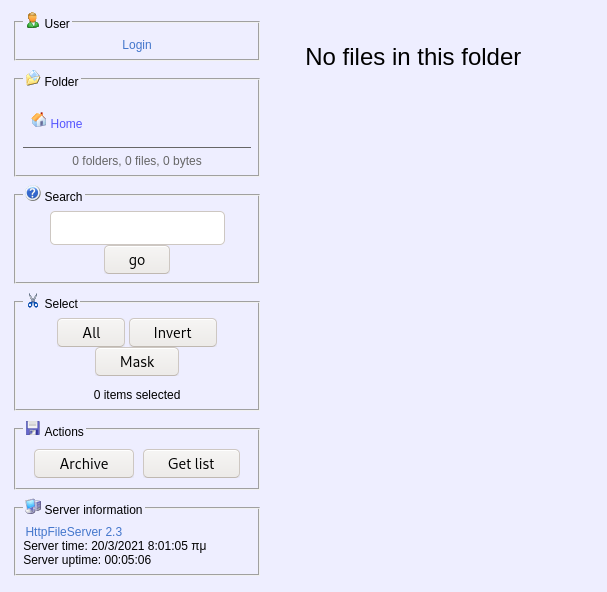 User
Login
Folder
Home
0 folders, 0 files, 0 bytes
Search
go
Select
All
Invert
Mask
0 items selected
Actions
Archive
Get list
Server information
HttpFileServer 2.3
Server time: 20/3/2021 8:01:05 πμ
Server uptime: 00:05:06
No files in this folder